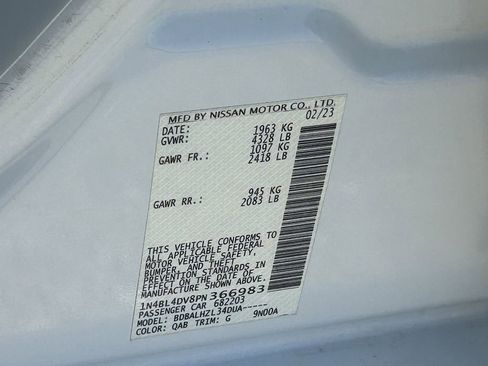 MFD BY NISSAN MOTOR CO., LTD.
DATE: 02/23
GVWR: 1963 KG
4328 LB
GAWR FR.: 1097 KG
2418 LB
GAWR RR.: 945 KG
2083 LB
THIS VEHICLE CONFORMS TO
ALL APPLICABLE FEDERAL
MOTOR VEHICLE SAFETY,
BUMPER, AND THEFT
PREVENTION STANDARDS IN
EFFECT ON THE DATE OF
MANUFACTURE SHOWN ABOVE.
1N4BL4DV8PN366983
PASSENGER CAR 682203
MODEL: BDBALHZL34DUA-----
COLOR: QAB TRIM: G 9N00A